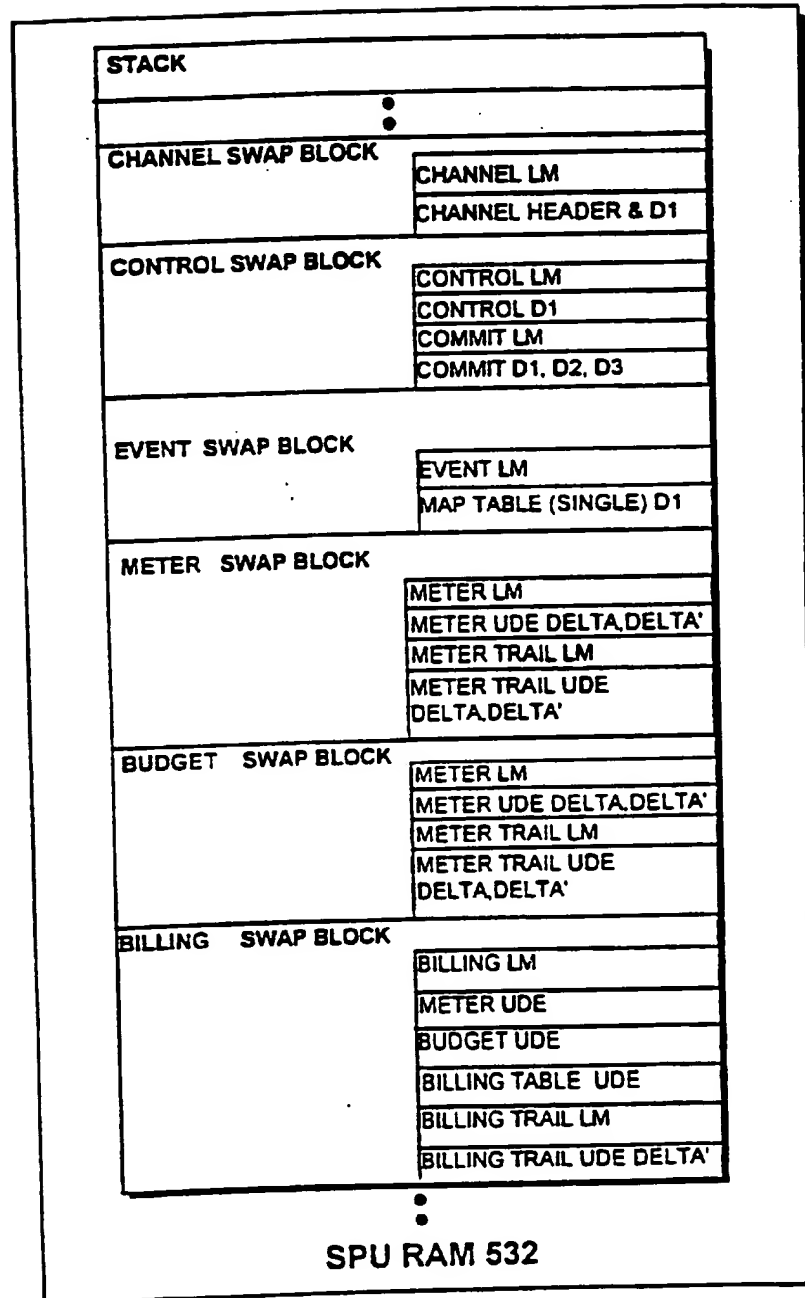 STACK
CHANNEL SWAP BLOCK
CHANNEL LM
CHANNEL HEADER & D1
CONTROL SWAP BLOCK
CONTROL LM
CONTROL D1
COMMIT LM
COMMIT D1, D2, D3
EVENT SWAP BLOCK
EVENT LM
MAP TABLE (SINGLE) D1
METER SWAP BLOCK
METER LM
METER UDE DELTA,DELTA'
METER TRAIL LM
METER TRAIL UDE
DELTA,DELTA'
BUDGET SWAP BLOCK
METER LM
METER UDE DELTA,DELTA'
METER TRAIL LM
METER TRAIL UDE
DELTA,DELTA'
BILLING SWAP BLOCK
BILLING LM
METER UDE
BUDGET UDE
BILLING TABLE UDE
BILLING TRAIL LM
BILLING TRAIL UDE DELTA'
SPU RAM 532